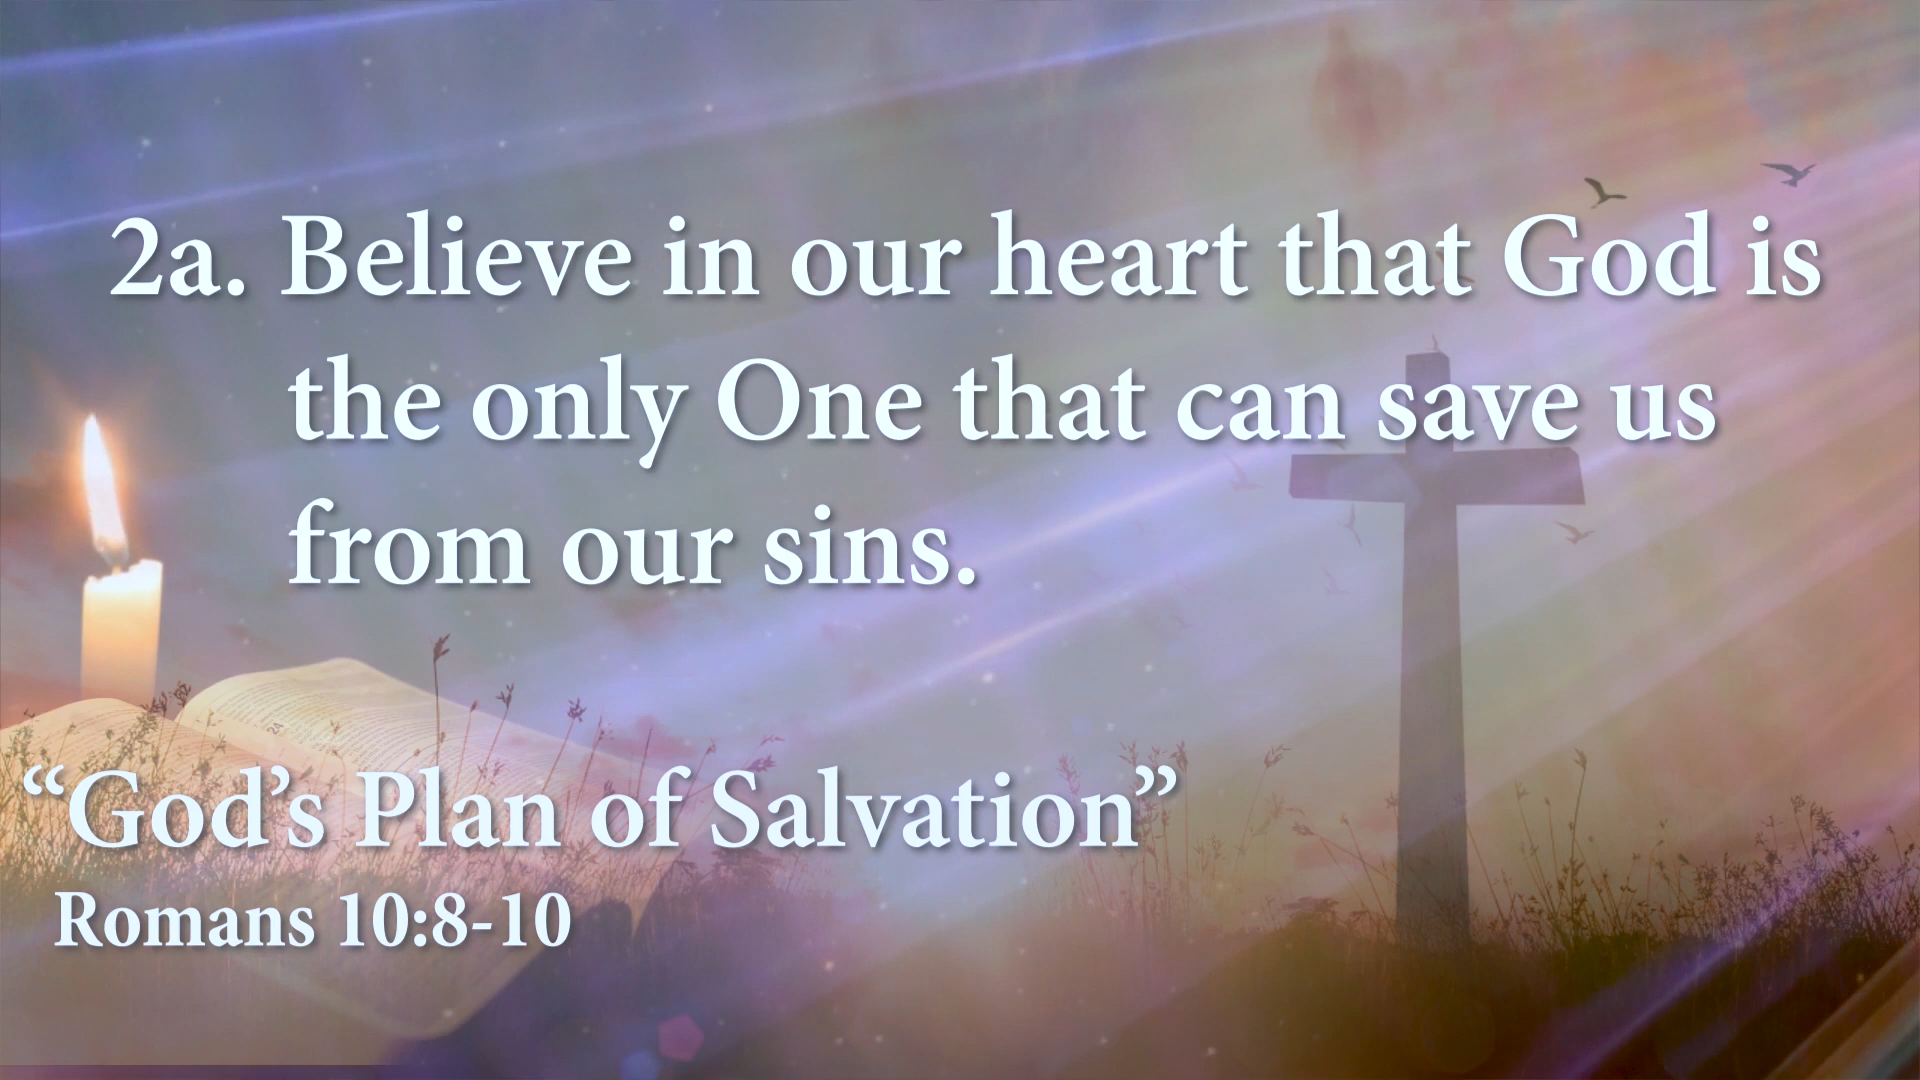 2a. Believe in our heart that God is
the only One that can save us
from our sins.
“God’s Plan of Salvation”
Romans 10:8-10